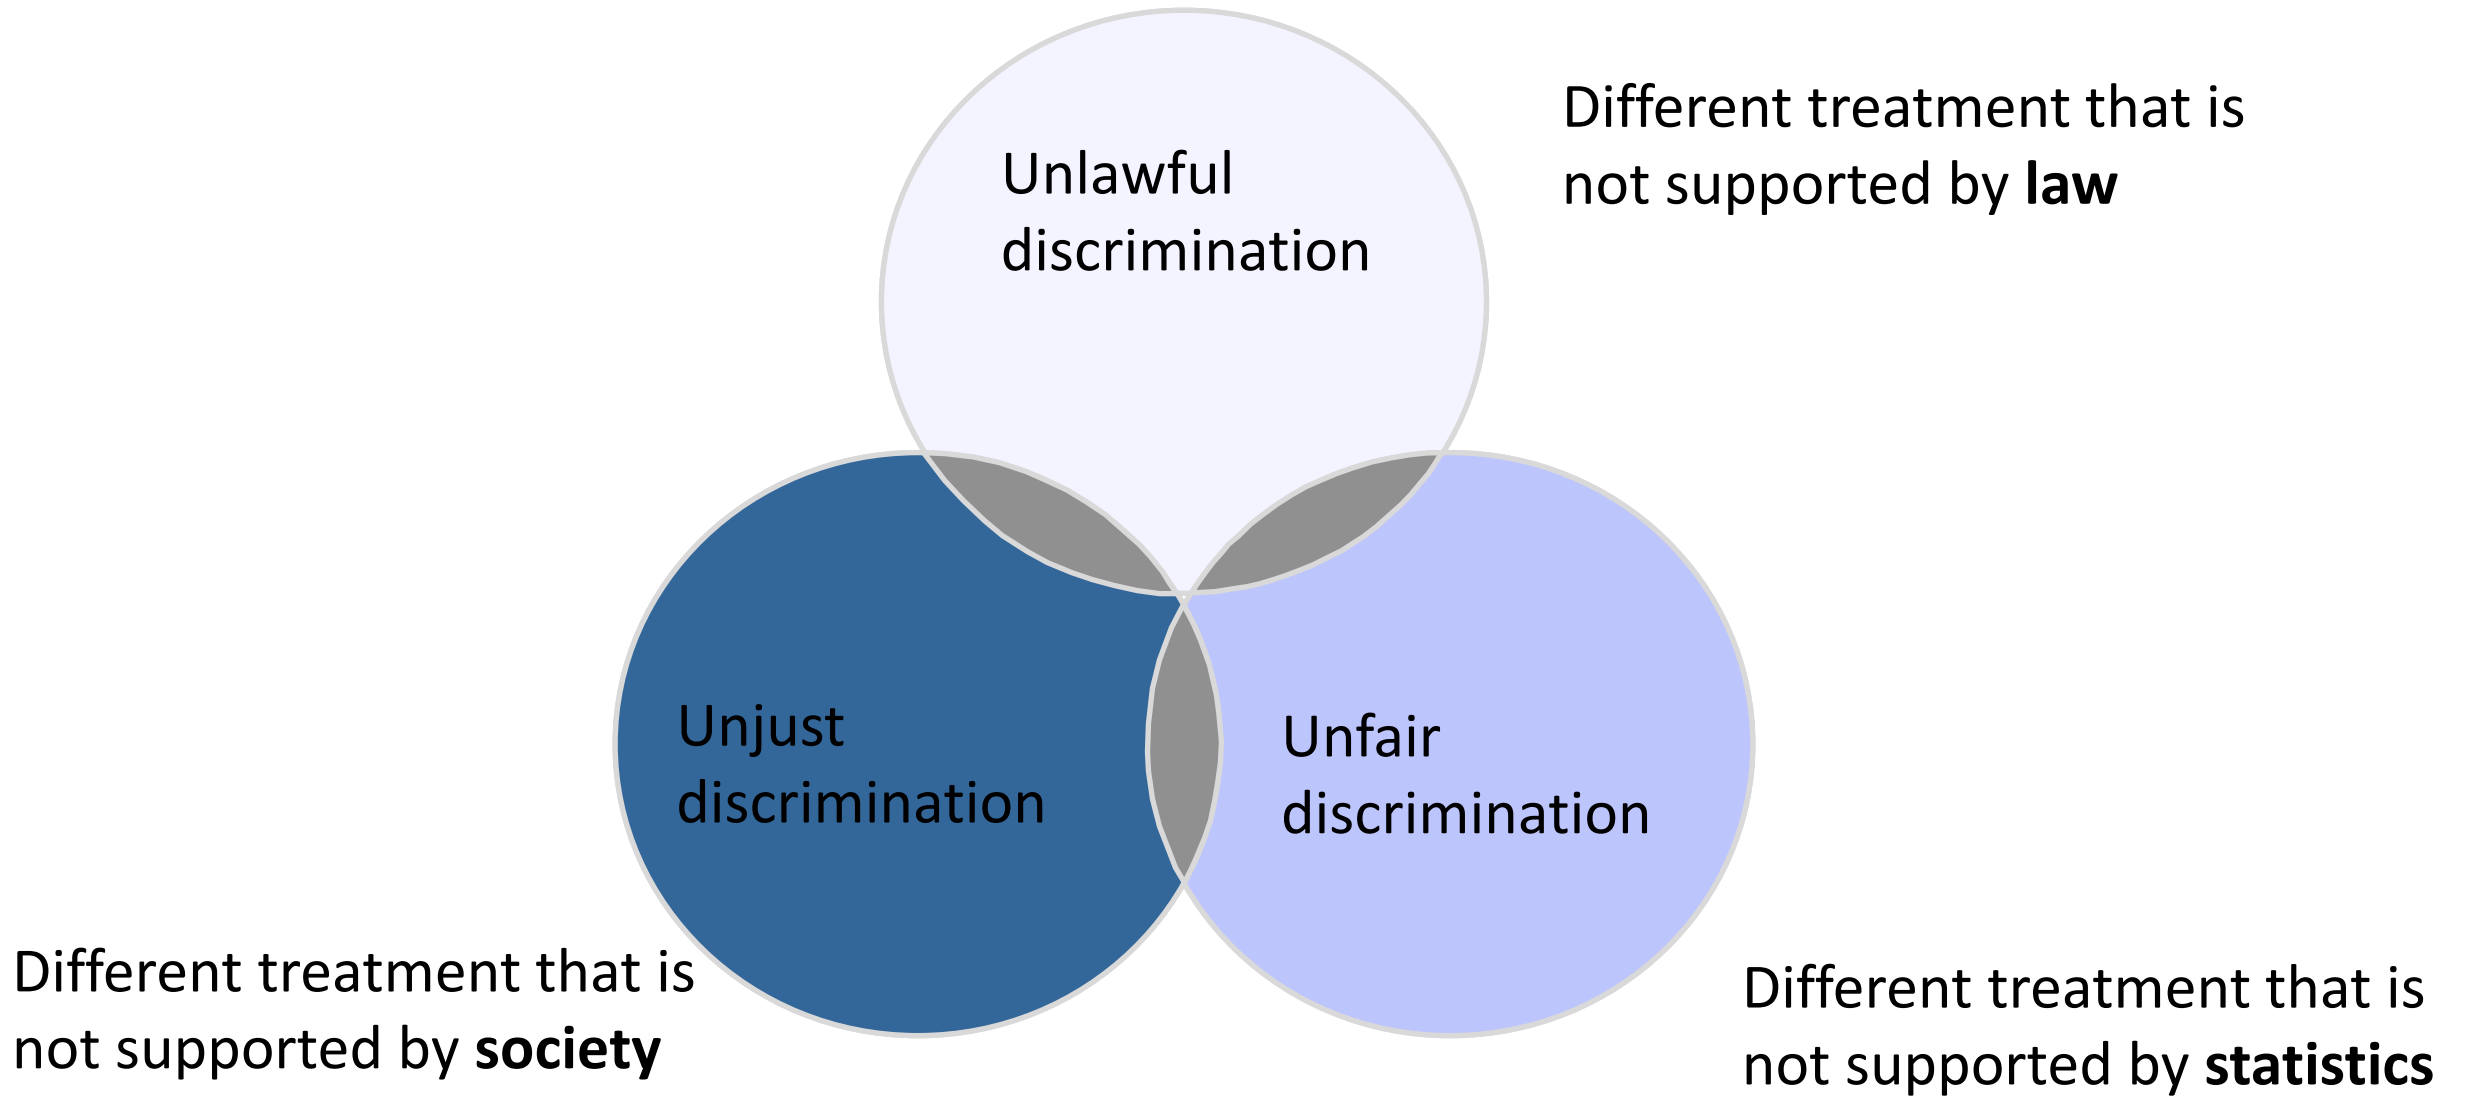 Different treatment that is
not supported by law
Unlawful
discrimination
Unjust
discrimination
Unfair
discrimination
Different treatment that is
not supported by society
Different treatment that is
not supported by statistics